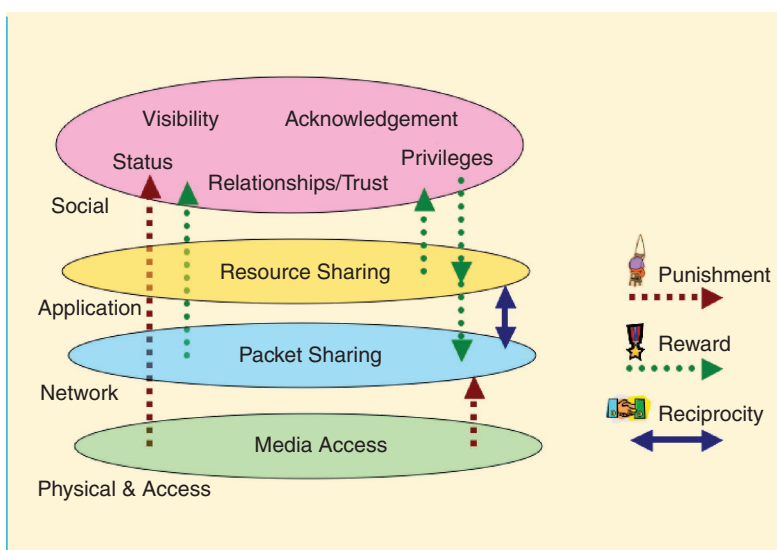 Visibility Acknowledgement
Status Privileges
Relationships/Trust
Social
Resource Sharing
Application
Packet Sharing
Network
Media Access
Physical & Access
Punishment
Reward
Reciprocity